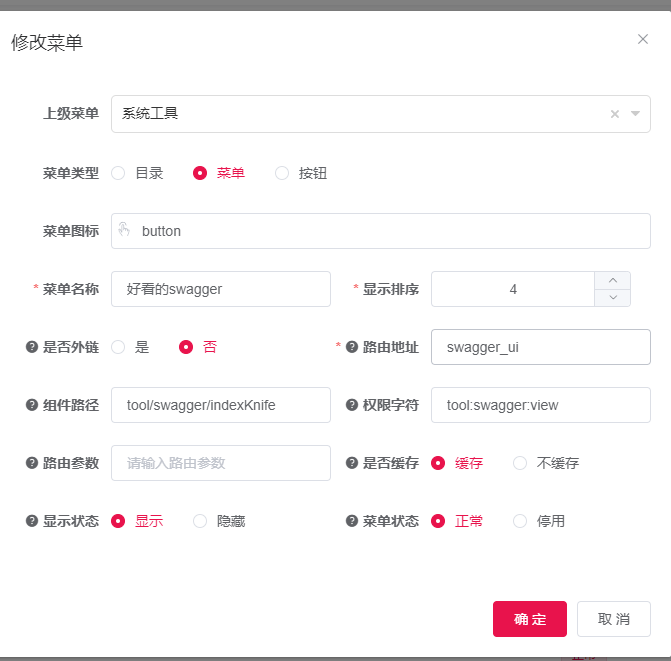 修改菜单
上级菜单 系统工具
菜单类型 目录 菜单 按钮
菜单图标 button
* 菜单名称 好看的swagger * 显示排序 4
是否外链 是 否 * 路由地址 swagger_ui
组件路径 tool/swagger/indexKnife 权限字符 tool:swagger:view
路由参数 请输入路由参数 是否缓存 缓存 不缓存
显示状态 显示 隐藏 菜单状态 正常 停用
确 定 取 消